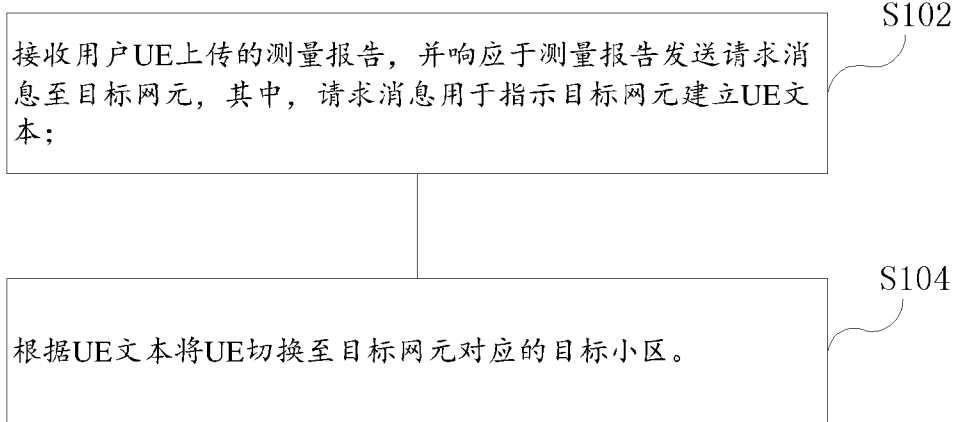 S102
接收用户UE上传的测量报告，并响应于测量报告发送请求消
息至目标网元，其中，请求消息用于指示目标网元建立UE文
本；
S104
根据UE文本将UE切换至目标网元对应的目标小区。